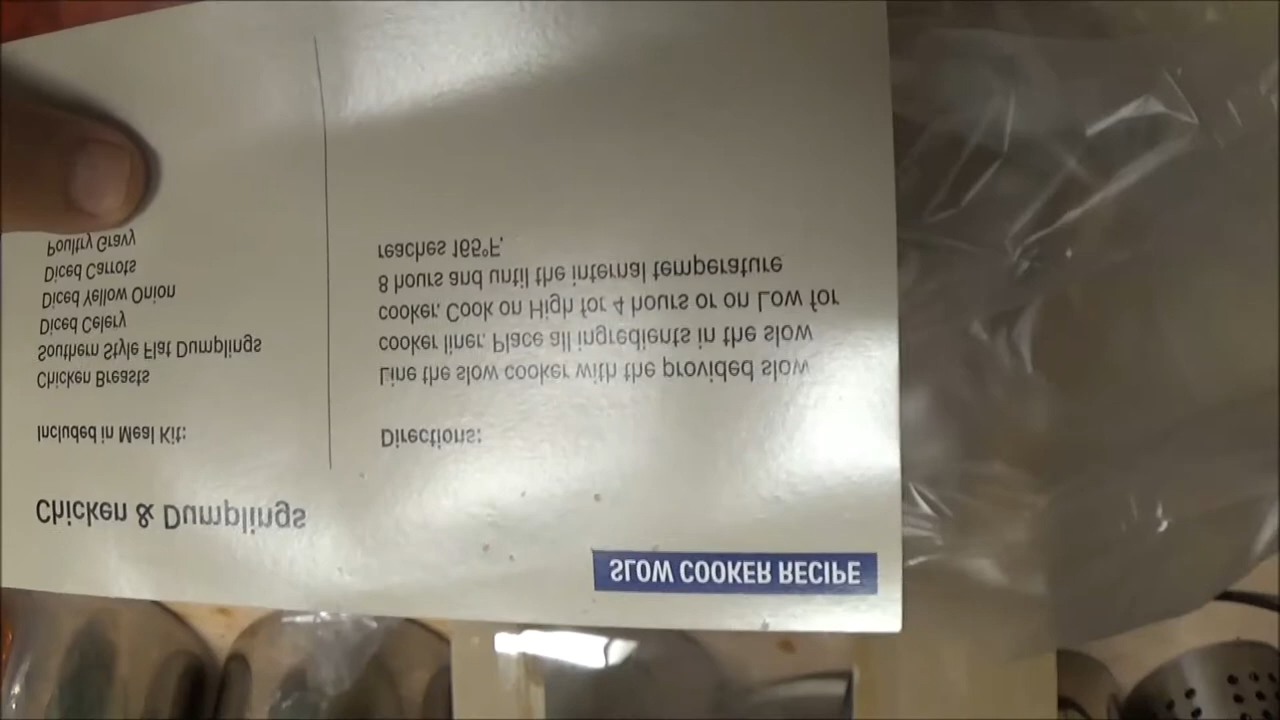 SLOW COOKER RECIPE
Chicken & Dumplings
Included in Meal Kit:
Chicken Breasts
Southern Style Flat Dumplings
Diced Celery
Diced Yellow Onion
Diced Carrots
Poultry Gravy
Directions:
Line the slow cooker with the provided slow
cooker liner. Place all ingredients in the slow
cooker. Cook on High for 4 hours or on Low for
8 hours and until the internal temperature
reaches 165°F.